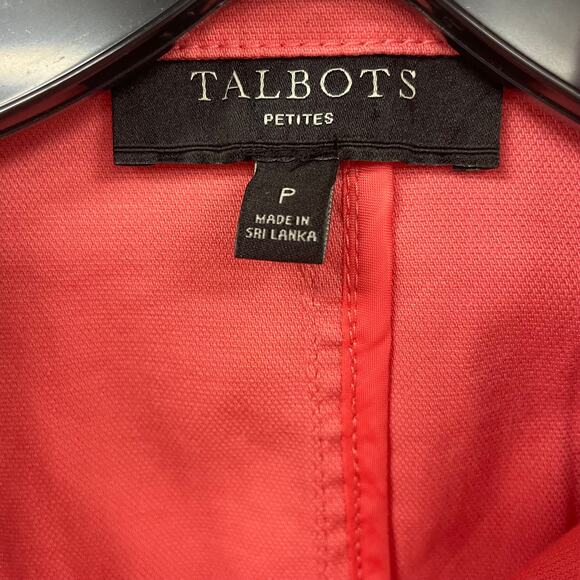 TALBOTS
PETITES
P
MADE IN
SRI LANKA